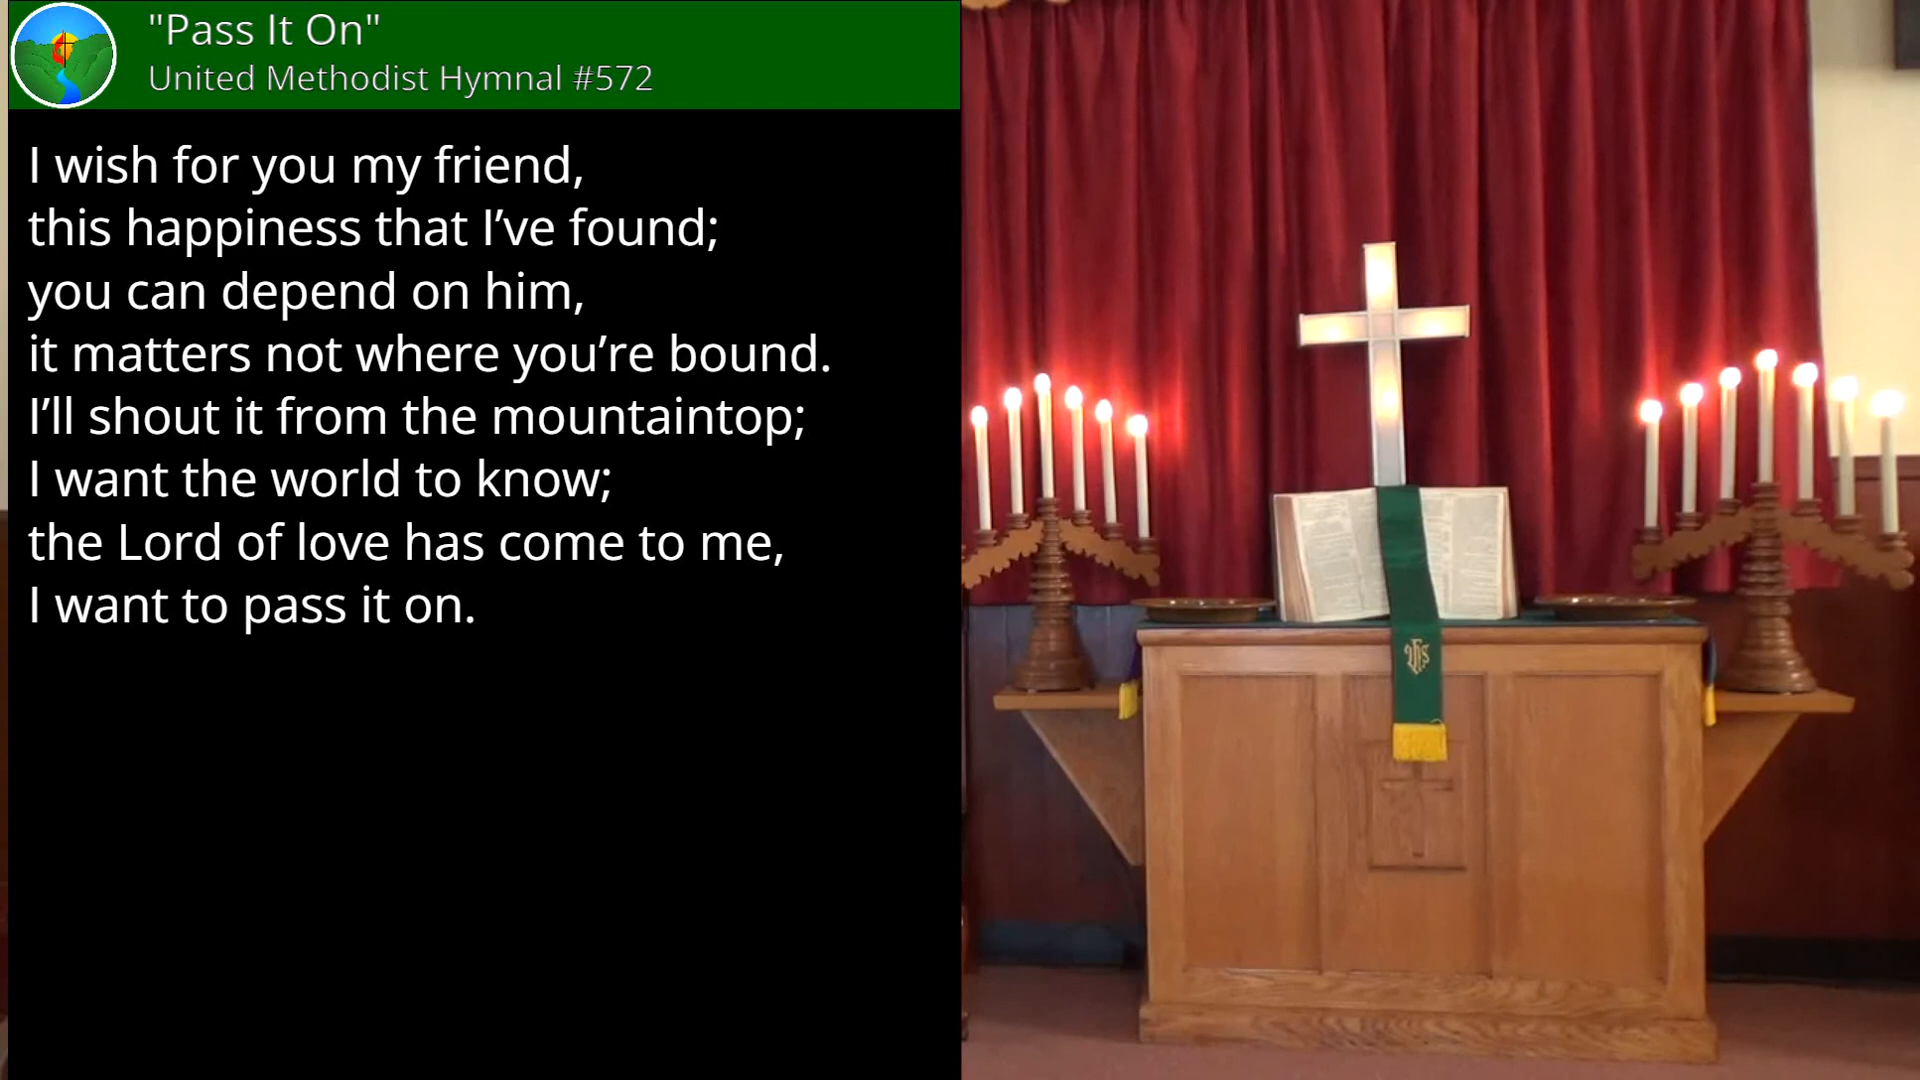 "Pass It On"
United Methodist Hymnal #572
I wish for you my friend,
this happiness that I’ve found;
you can depend on him,
it matters not where you’re bound.
I’ll shout it from the mountaintop;
I want the world to know;
the Lord of love has come to me,
I want to pass it on.
IHS